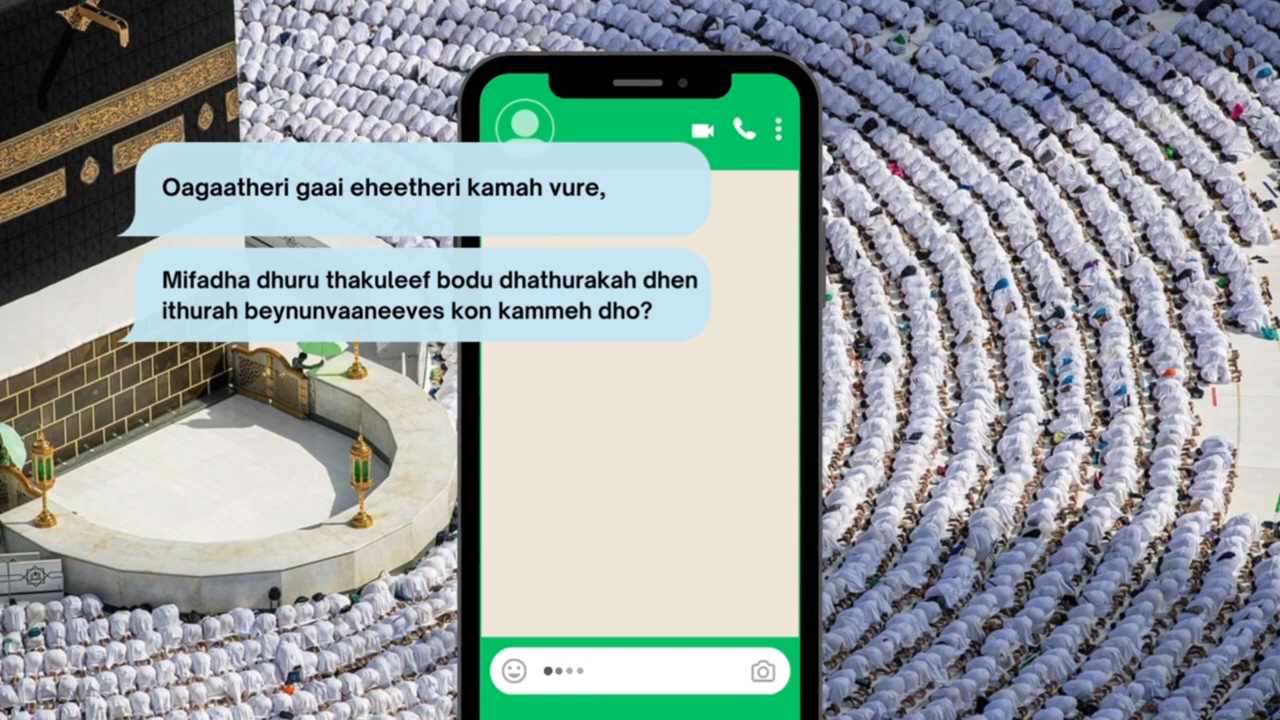 Oagaatheri gaai eheetheri kamah vure,
Mifadha dhuru thakuleef bodu dhathurakah dhen
ithurah beynunvaaneeves kon kammeh dho?